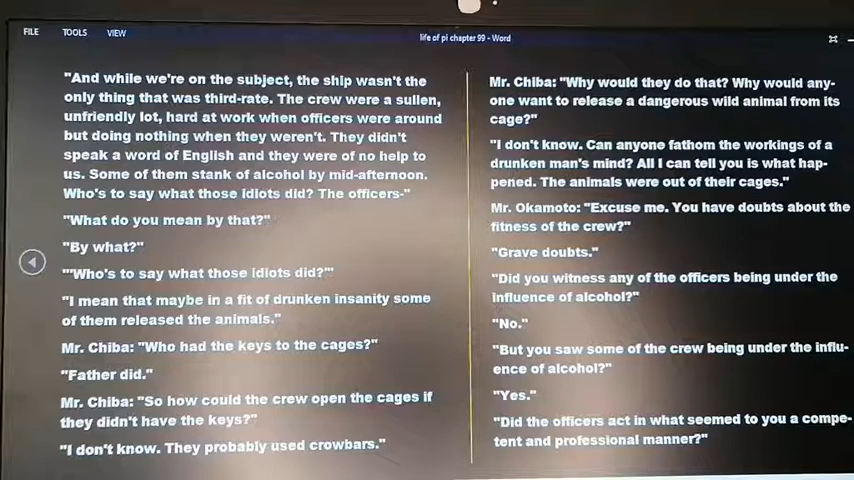 FILE TOOLS VIEW life of pi chapter 99 - Word
"And while we're on the subject, the ship wasn't the
only thing that was third-rate. The crew were a sullen,
unfriendly lot, hard at work when officers were around
but doing nothing when they weren't. They didn't
speak a word of English and they were of no help to
us. Some of them stank of alcohol by mid-afternoon.
Who's to say what those idiots did? The officers-"
"What do you mean by that?"
"By what?"
"'Who's to say what those idiots did?'"
"I mean that maybe in a fit of drunken insanity some
of them released the animals."
Mr. Chiba: "Who had the keys to the cages?"
"Father did."
Mr. Chiba: "So how could the crew open the cages if
they didn't have the keys?"
"I don't know. They probably used crowbars."
Mr. Chiba: "Why would they do that? Why would any-
one want to release a dangerous wild animal from its
cage?"
"I don't know. Can anyone fathom the workings of a
drunken man's mind? All I can tell you is what hap-
pened. The animals were out of their cages."
Mr. Okamoto: "Excuse me. You have doubts about the
fitness of the crew?"
"Grave doubts."
"Did you witness any of the officers being under the
influence of alcohol?"
"No."
"But you saw some of the crew being under the influ-
ence of alcohol?"
"Yes."
"Did the officers act in what seemed to you a compe-
tent and professional manner?"